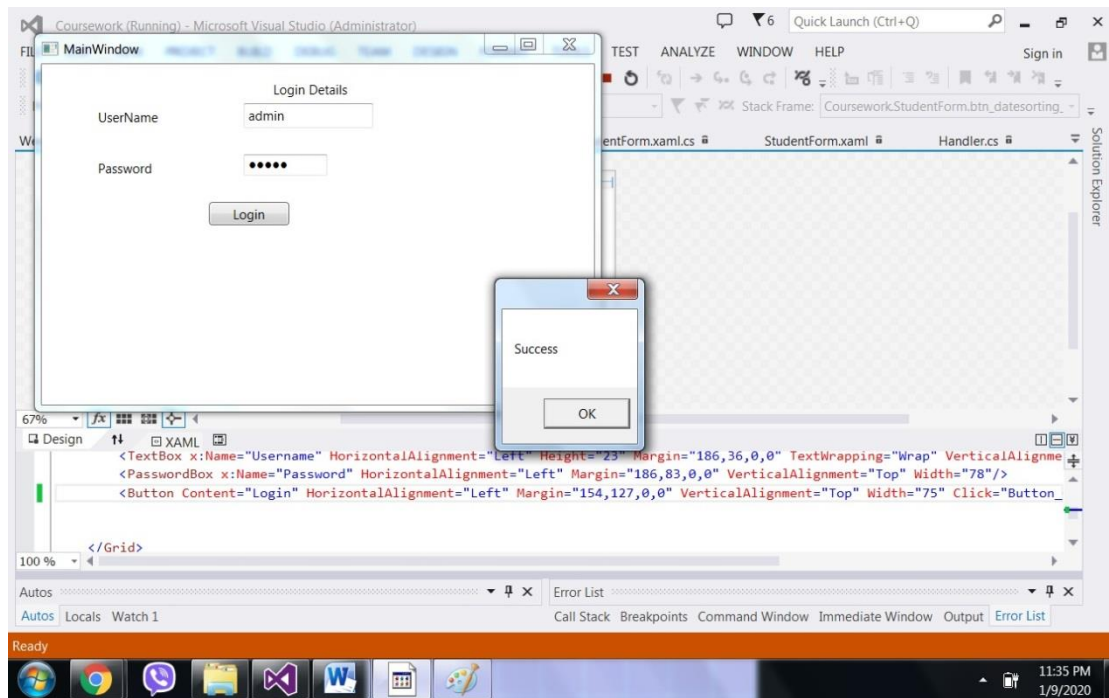 Coursework (Running) - Microsoft Visual Studio (Administrator)
6
Quick Launch (Ctrl+Q)
MainWindow
TEST ANALYZE WINDOW HELP
Sign in
Login Details
UserName
admin
Stack Frame: Coursework.StudentForm.btn_datesorting_
entForm.xaml.cs
StudentForm.xaml
Handler.cs
Solution Explorer
Password
●●●●●
Login
Success
OK
67%
fx
Design
XAML
<TextBox x:Name="Username" HorizontalAlignment="Left" Height="23" Margin="186,36,0,0" TextWrapping="Wrap" VerticalAlignme
<PasswordBox x:Name="Password" HorizontalAlignment="Left" Margin="186,83,0,0" VerticalAlignment="Top" Width="78"/>
<Button Content="Login" HorizontalAlignment="Left" Margin="154,127,0,0" VerticalAlignment="Top" Width="75" Click="Button_
</Grid>
100 %
Autos
Error List
Autos Locals Watch 1
Call Stack Breakpoints Command Window Immediate Window Output Error List
Ready
11:35 PM
1/9/2020